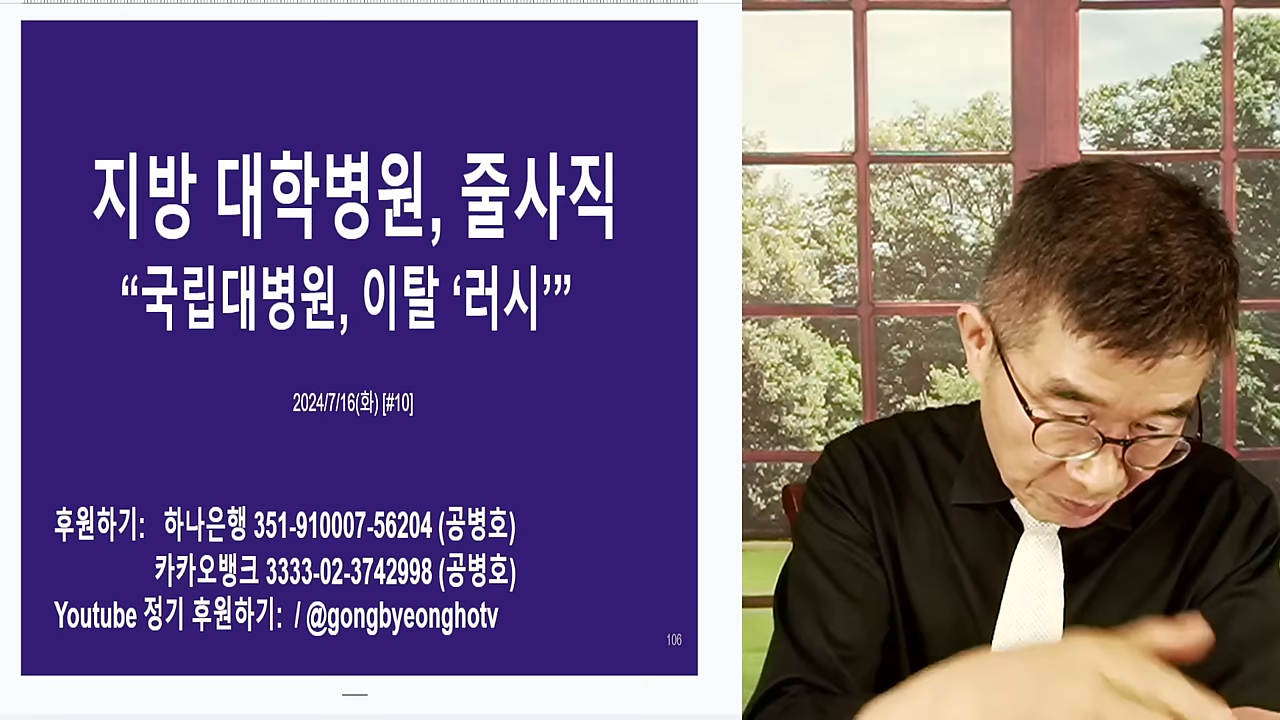 지방 대학병원, 줄사직
“국립대병원, 이탈 ‘러시’”
2024/7/16(화) [#10]
후원하기: 하나은행 351-910007-56204 (공병호)
카카오뱅크 3333-02-3742998 (공병호)
Youtube 정기 후원하기: / @gongbyeonghotv
106